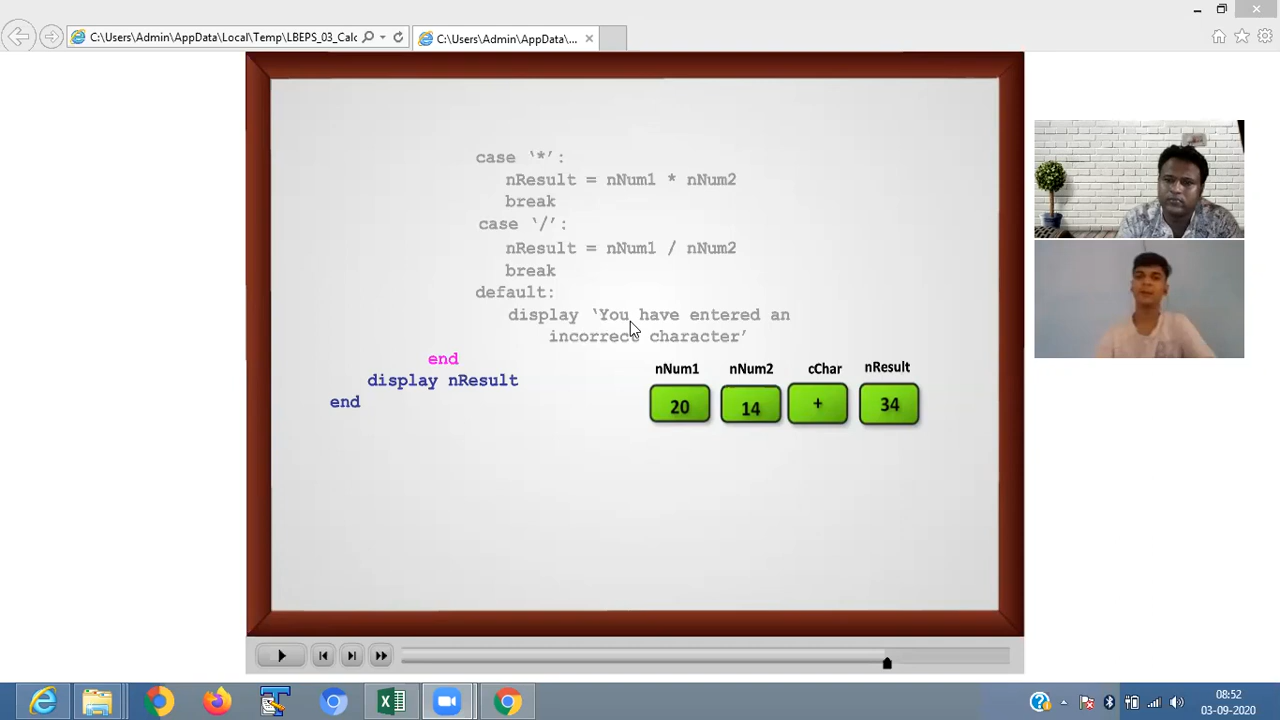 C:\Users\Admin\AppData\Local\Temp\LBEPS_03_Calc
C:\Users\Admin\AppData\...
case ‘*’:
nResult = nNum1 * nNum2
break
case ‘/’:
nResult = nNum1 / nNum2
break
default:
display ‘You have entered an
incorrect character’
end
display nResult
end
nNum1 nNum2 cChar nResult
20 14 + 34
08:52
03-09-2020